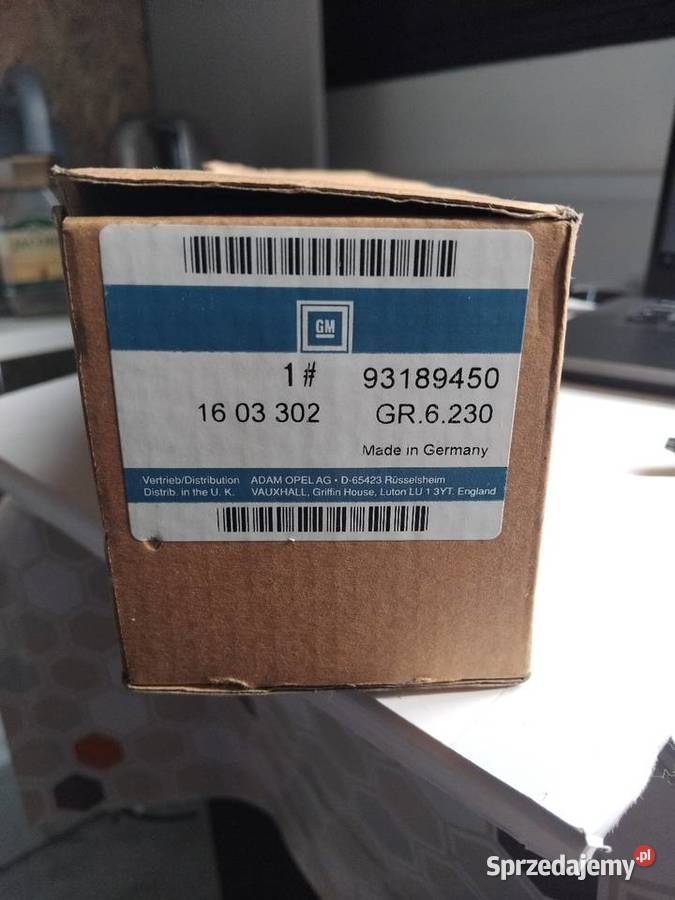 GM
1# 93189450
16 03 302 GR.6.230
Made in Germany
Vertrieb/Distribution ADAM OPEL AG • D-65423 Rüsselsheim
Distrib. in the U. K. VAUXHALL, Griffin House, Luton LU 1 3YT. England
Sprzedajemy.pl